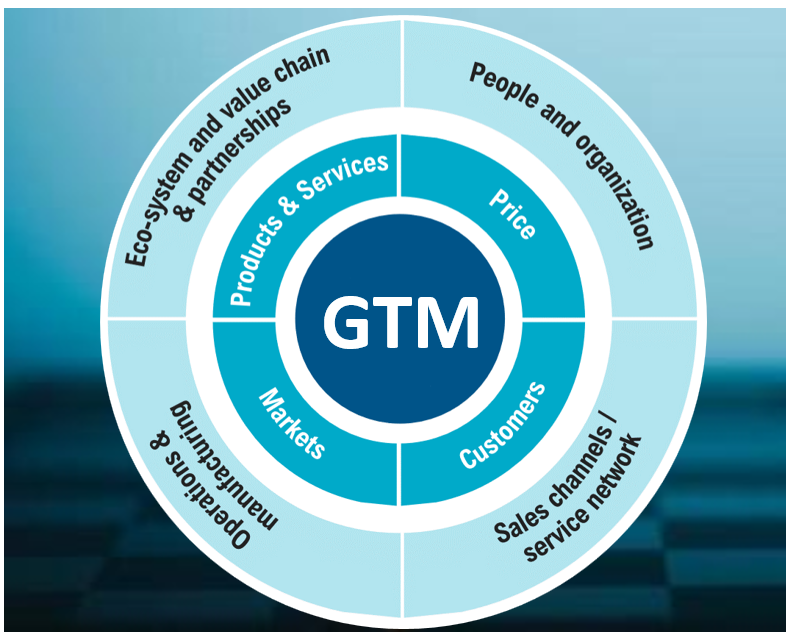 Eco-system and value chain
& partnerships
People and organization
Products & Services
Price
GTM
Markets
Customers
Operations &
manufacturing
Sales channels /
service network